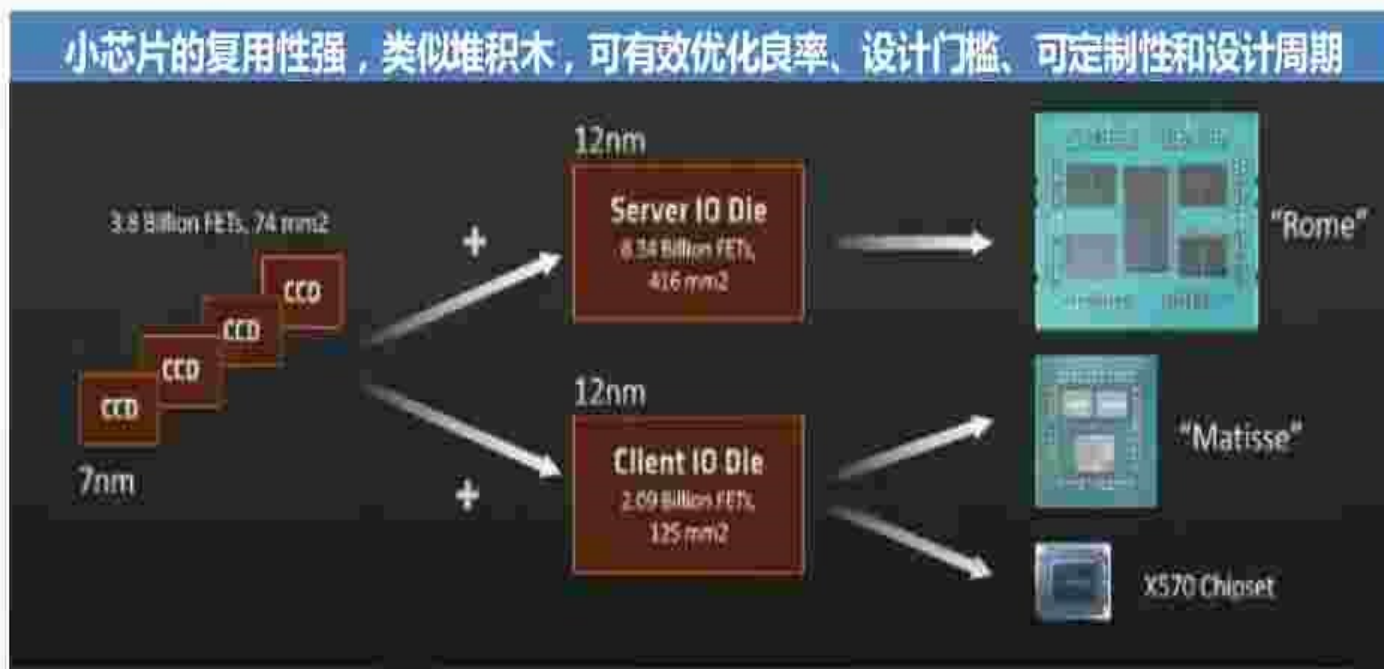 小芯片的复用性强，类似堆积木，可有效优化良率、设计门槛、可定制性和设计周期
3.8 Billion FETs, 74 mm2
CCD
CCD
CCD
CCD
7nm
+
12nm
Server IO Die
8.34 Billion FETs,
416 mm2
"Rome"
+
12nm
Client IO Die
2.09 Billion FETs,
125 mm2
"Matisse"
X570 Chipset